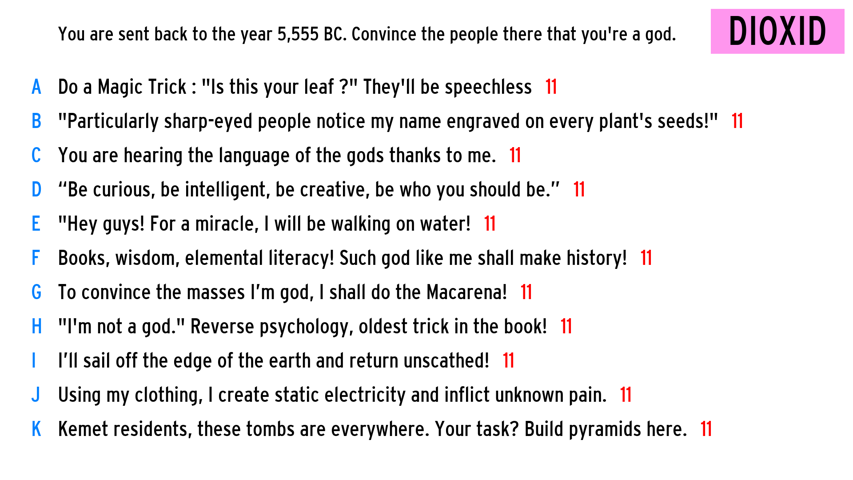 You are sent back to the year 5,555 BC. Convince the people there that you're a god.
DIOXID
A Do a Magic Trick : "Is this your leaf ?" They'll be speechless 11
B "Particularly sharp-eyed people notice my name engraved on every plant's seeds!" 11
C You are hearing the language of the gods thanks to me. 11
D “Be curious, be intelligent, be creative, be who you should be.” 11
E "Hey guys! For a miracle, I will be walking on water! 11
F Books, wisdom, elemental literacy! Such god like me shall make history! 11
G To convince the masses I’m god, I shall do the Macarena! 11
H "I'm not a god." Reverse psychology, oldest trick in the book! 11
I I’ll sail off the edge of the earth and return unscathed! 11
J Using my clothing, I create static electricity and inflict unknown pain. 11
K Kemet residents, these tombs are everywhere. Your task? Build pyramids here. 11